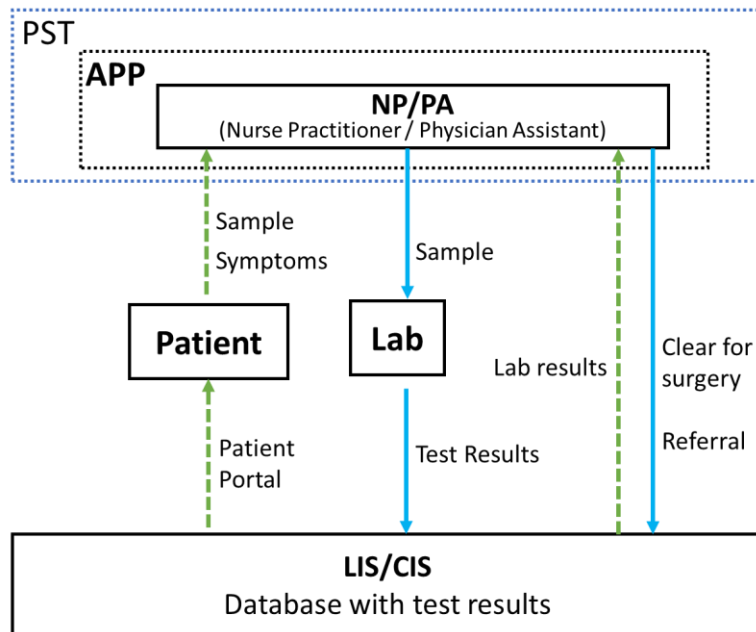 PST
APP
NP/PA
(Nurse Practitioner / Physician Assistant)
Sample
Symptoms
Sample
Patient
Lab
Lab results
Clear for
surgery
Referral
Patient
Portal
Test Results
LIS/CIS
Database with test results